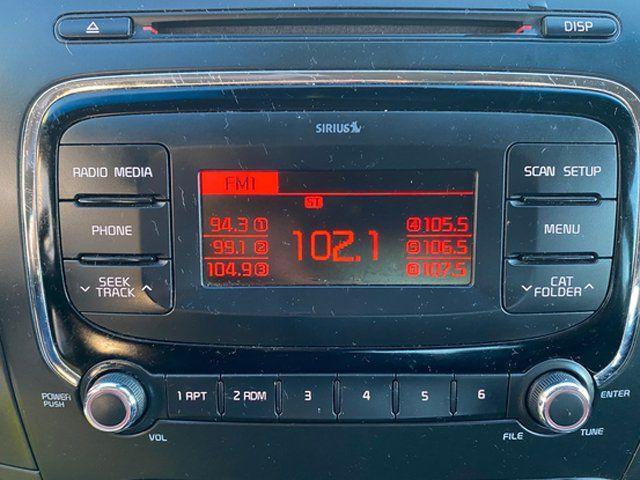 DISP
SIRIUS
RADIO MEDIA
PHONE
SEEK
TRACK
FM1
ST
94.3 1
99.1 2
104.9 3
102.1
4 105.5
5 106.5
6 107.5
SCAN SETUP
MENU
CAT
FOLDER
POWER
PUSH
VOL
1 RPT
2 RDM
3
4
5
6
ENTER
FILE
TUNE